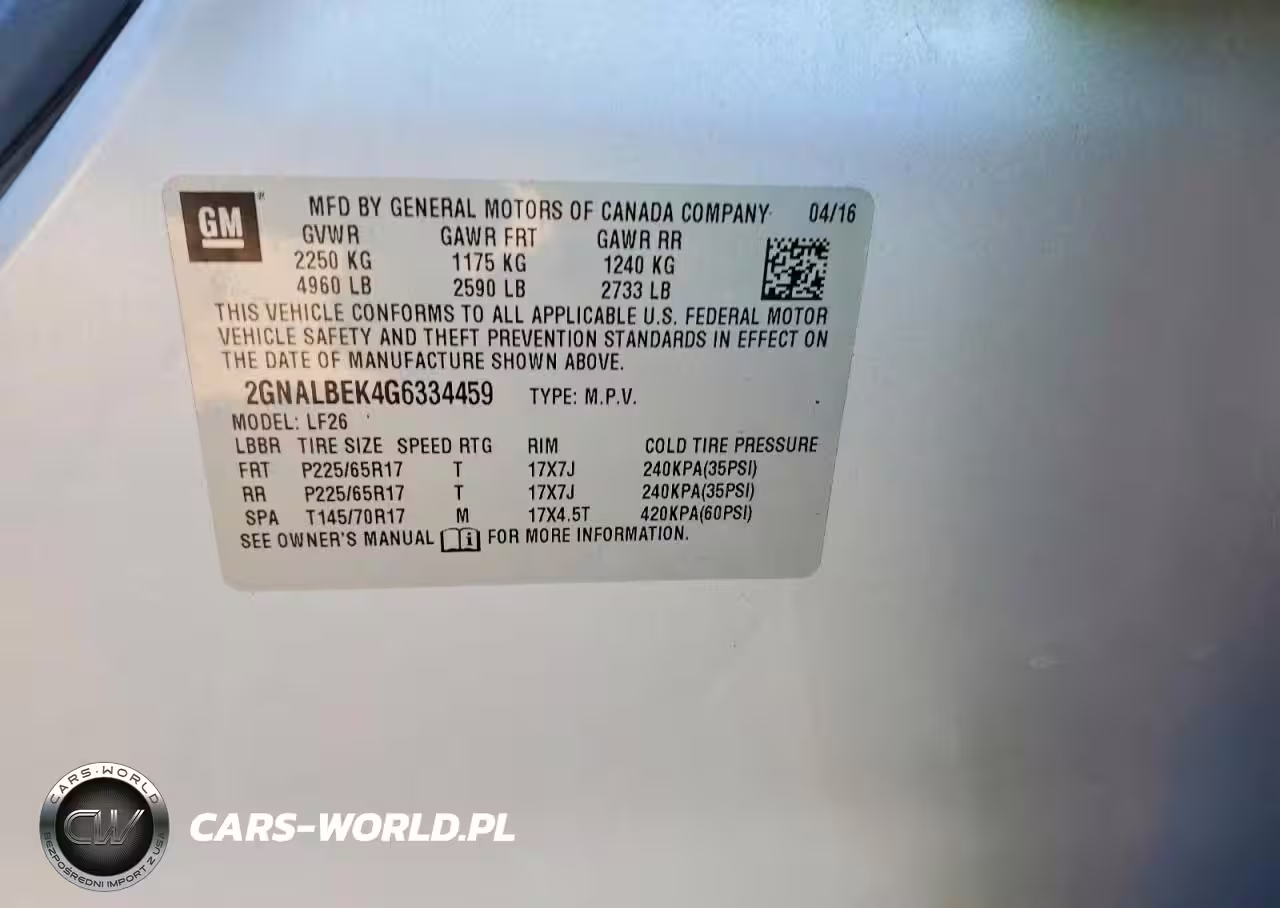 GM
MFD BY GENERAL MOTORS OF CANADA COMPANY 04/16
GVWR GAWR FRT GAWR RR
2250 KG 1175 KG 1240 KG
4960 LB 2590 LB 2733 LB
THIS VEHICLE CONFORMS TO ALL APPLICABLE U.S. FEDERAL MOTOR
VEHICLE SAFETY AND THEFT PREVENTION STANDARDS IN EFFECT ON
THE DATE OF MANUFACTURE SHOWN ABOVE.
2GNALBEK4G6334459 TYPE: M.P.V.
MODEL: LF26
LBBR TIRE SIZE SPEED RTG RIM COLD TIRE PRESSURE
FRT P225/65R17 T 17X7J 240KPA(35PSI)
RR P225/65R17 T 17X7J 240KPA(35PSI)
SPA T145/70R17 M 17X4.5T 420KPA(60PSI)
SEE OWNER'S MANUAL i FOR MORE INFORMATION.
CARS-WORLD
CW
BEZPOŚREDNI IMPORT Z USA
CARS-WORLD.PL